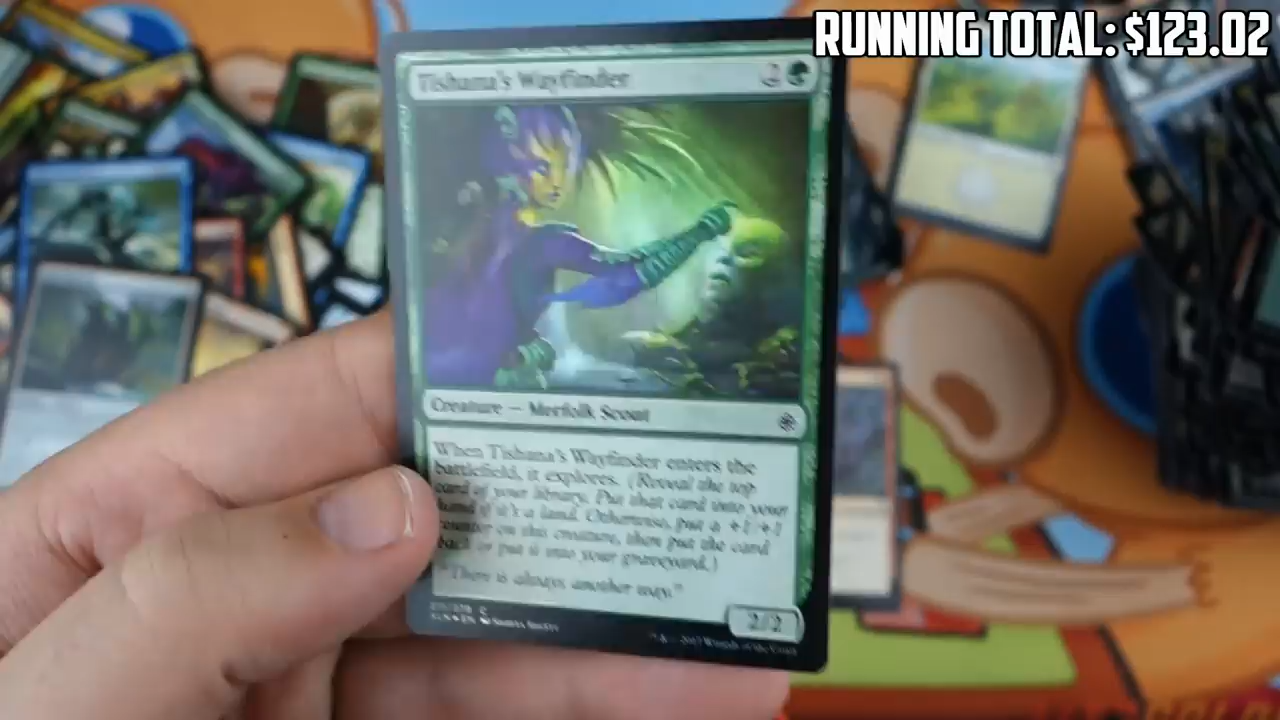 RUNNING TOTAL: $123.02
Tishana's Wayfinder 2
Creature — Merfolk Scout
When Tishana's Wayfinder enters the
battlefield, it explores. (Reveal the top
card of your library. Put that card into your
hand if it's a land. Otherwise, put a +1/+1
counter on this creature, then put the card
back or put it into your graveyard.)
"There is always another way."
2/2